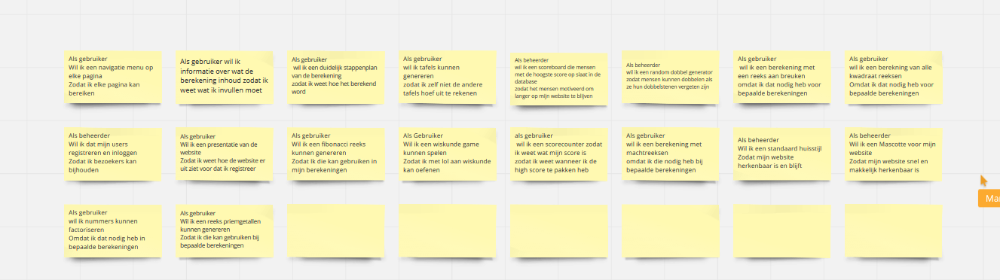 Als gebruiker
Wil ik een navigatie menu op
elke pagina
Zodat ik elke pagina kan
bereiken
Als gebruiker wil ik
informatie over wat de
berekening inhoud zodat ik
weet wat ik invullen moet
Als gebruiker
wil ik een duidelijk stappenplan
van de berekening
zodat ik weet hoe het berekend
word
Als gebruiker
wil ik tafels kunnen
genereren
zodat ik zelf niet de andere
tafels hoef uit te rekenen
Als beheerder
wil ik een scoreboard die mensen
met de hoogste score op slaat in de
database
zodat het mensen motiveerd om
langer op mijn website te blijven
Als beheerder
wil ik een random dobbel generator
zodat mensen kunnen dobbelen als
ze hun dobbelstenen vergeten zijn
Als gebruiker
wil ik een berekening met
een reeks aan breuken
omdat ik dat nodig heb voor
bepaalde berekeningen
Als gebruiker
wil ik een berekning van alle
kwadraat reeksen
Omdat ik dat nodig heb voor
bepaalde berekeningen
Als beheerder
Wil ik dat mijn users
registreren en inloggen
Zodat ik bezoekers kan
bijhouden
Als gebruiker
Wil ik een presentatie van de
website
Zodat ik weet hoe de website er
uit ziet voor dat ik registreer
Als gebruiker
Wil ik een fibonacci reeks
kunnen genereren
Zodat Ik die kan gebruiken in
mijn berekeningen
Als Gebruiker
Wil ik een wiskunde game
kunnen spelen
Zodat ik met lol aan wiskunde
kan oefenen
als gebruiker
wil ik een scorecounter zodat
ik weet wat mijn score is
zodat ik weet wanneer ik de
high score te pakken heb
Als gebruiker
wil ik een berekening met
machtreeksen
omdat ik die nodig heb bij
bepaalde berekeningen
Als beheerder
Wil ik een standaard huisstijl
Zodat mijn website
herkenbaar is en blijft
Als beheerder
Wil ik een Mascotte voor mijn
website
Zodat mijn website snel en
makkelijk herkenbaar is
Als gebruiker
wil ik nummers kunnen
factoriseren
Omdat ik dat nodig heb in
bepaalde berekeningen
Als gebruiker
Wil ik een reeks priemgetallen
kunnen genereren
Zodat ik die kan gebruiken bij
bepaalde berekeningen